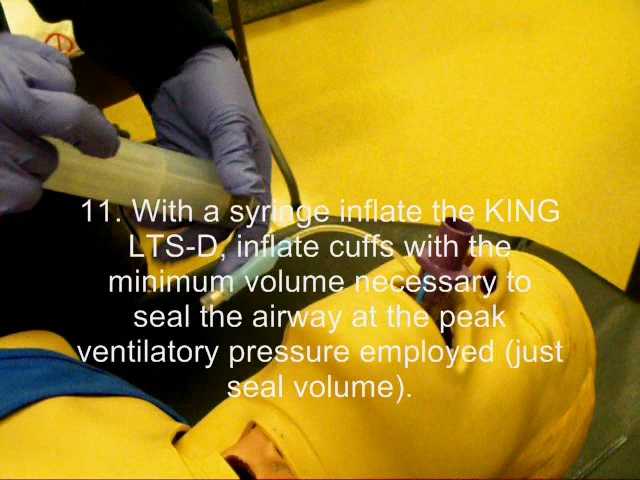 11. With a syringe inflate the KING
LTS-D, inflate cuffs with the
minimum volume necessary to
seal the airway at the peak
ventilatory pressure employed (just
seal volume).